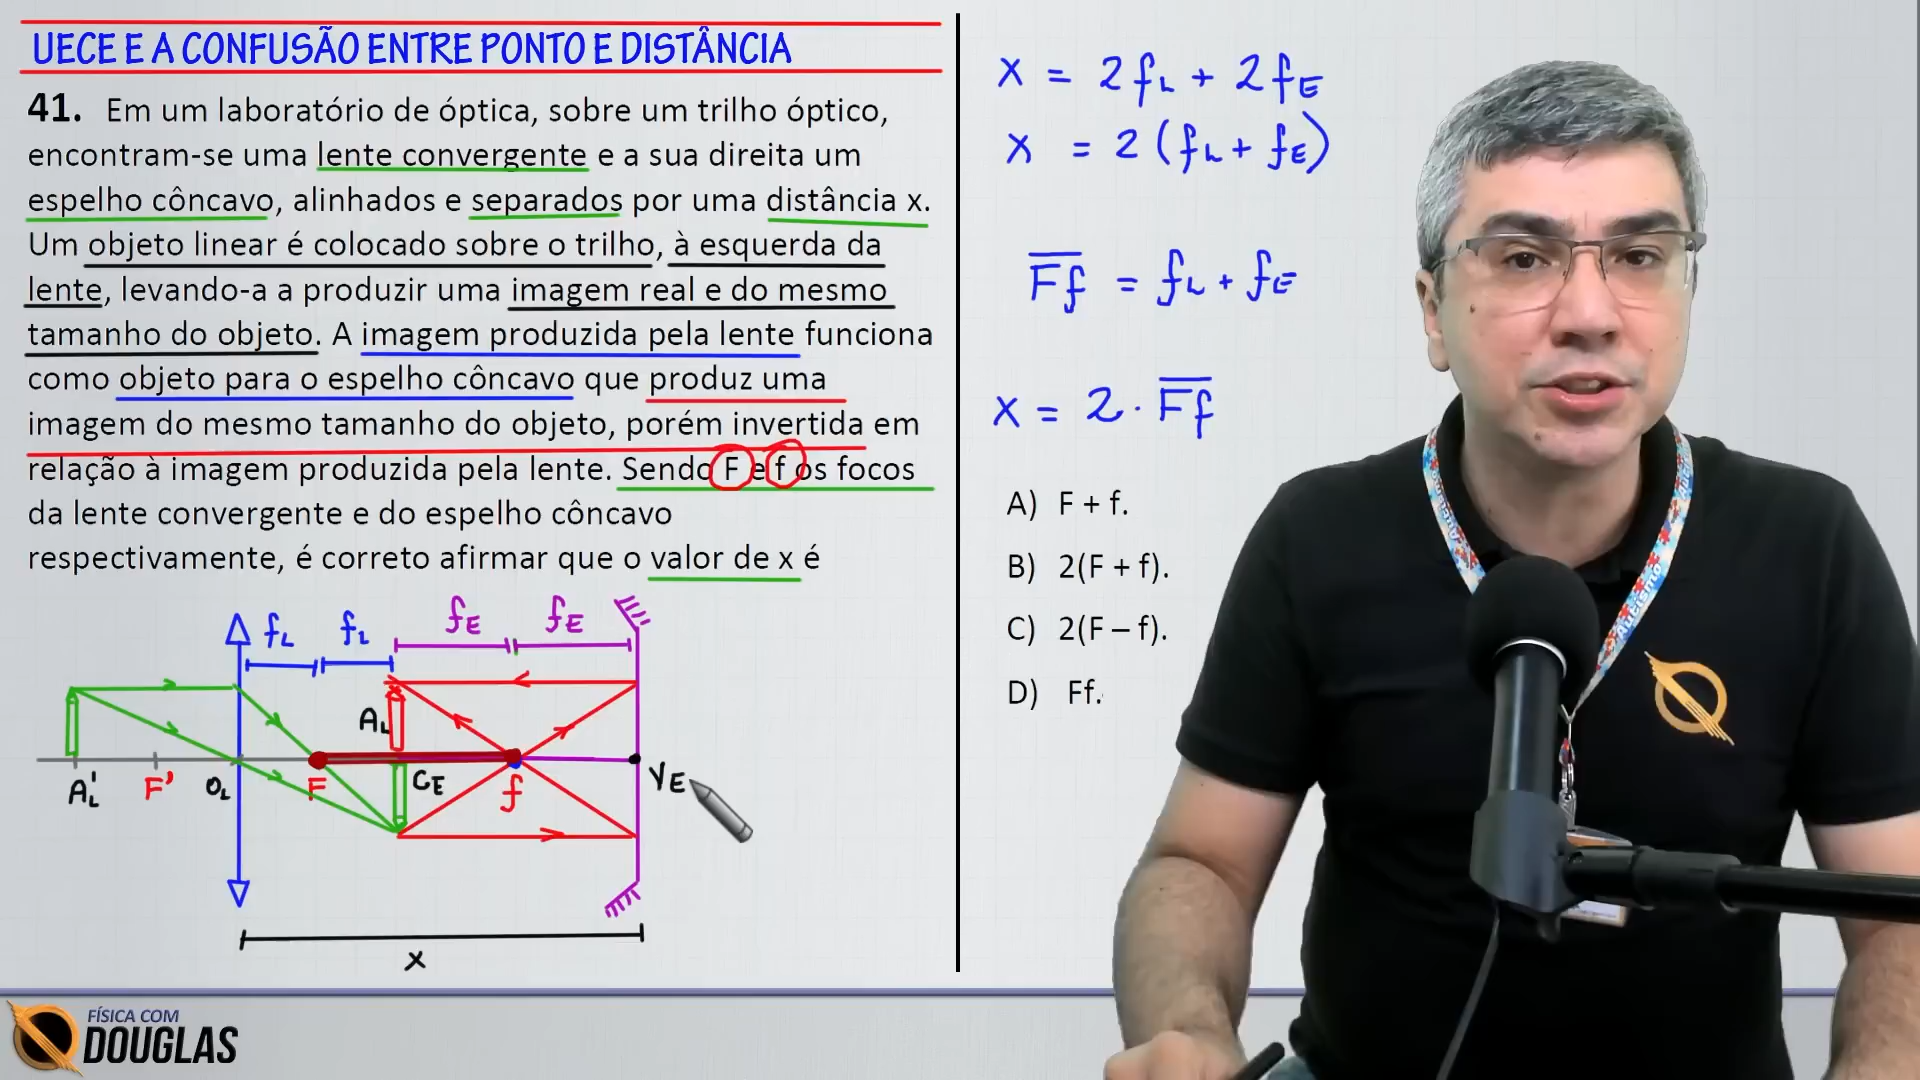 UECE E A CONFUSÃO ENTRE PONTO E DISTÂNCIA
41. Em um laboratório de óptica, sobre um trilho óptico,
encontram-se uma lente convergente e a sua direita um
espelho côncavo, alinhados e separados por uma distância x.
Um objeto linear é colocado sobre o trilho, à esquerda da
lente, levando-a a produzir uma imagem real e do mesmo
tamanho do objeto. A imagem produzida pela lente funciona
como objeto para o espelho côncavo que produz uma
imagem do mesmo tamanho do objeto, porém invertida em
relação à imagem produzida pela lente. Sendo F e f os focos
da lente convergente e do espelho côncavo
respectivamente, é correto afirmar que o valor de x é
fL fL fE fE
AL
A'L F' OL F CE f VE
x
x = 2fL + 2fE
x = 2(fL + fE)
Ff = fL + fE
x = 2 · Ff
A) F + f.
B) 2(F + f).
C) 2(F – f).
D) Ff.
Autismo
FÍSICA COM
DOUGLAS